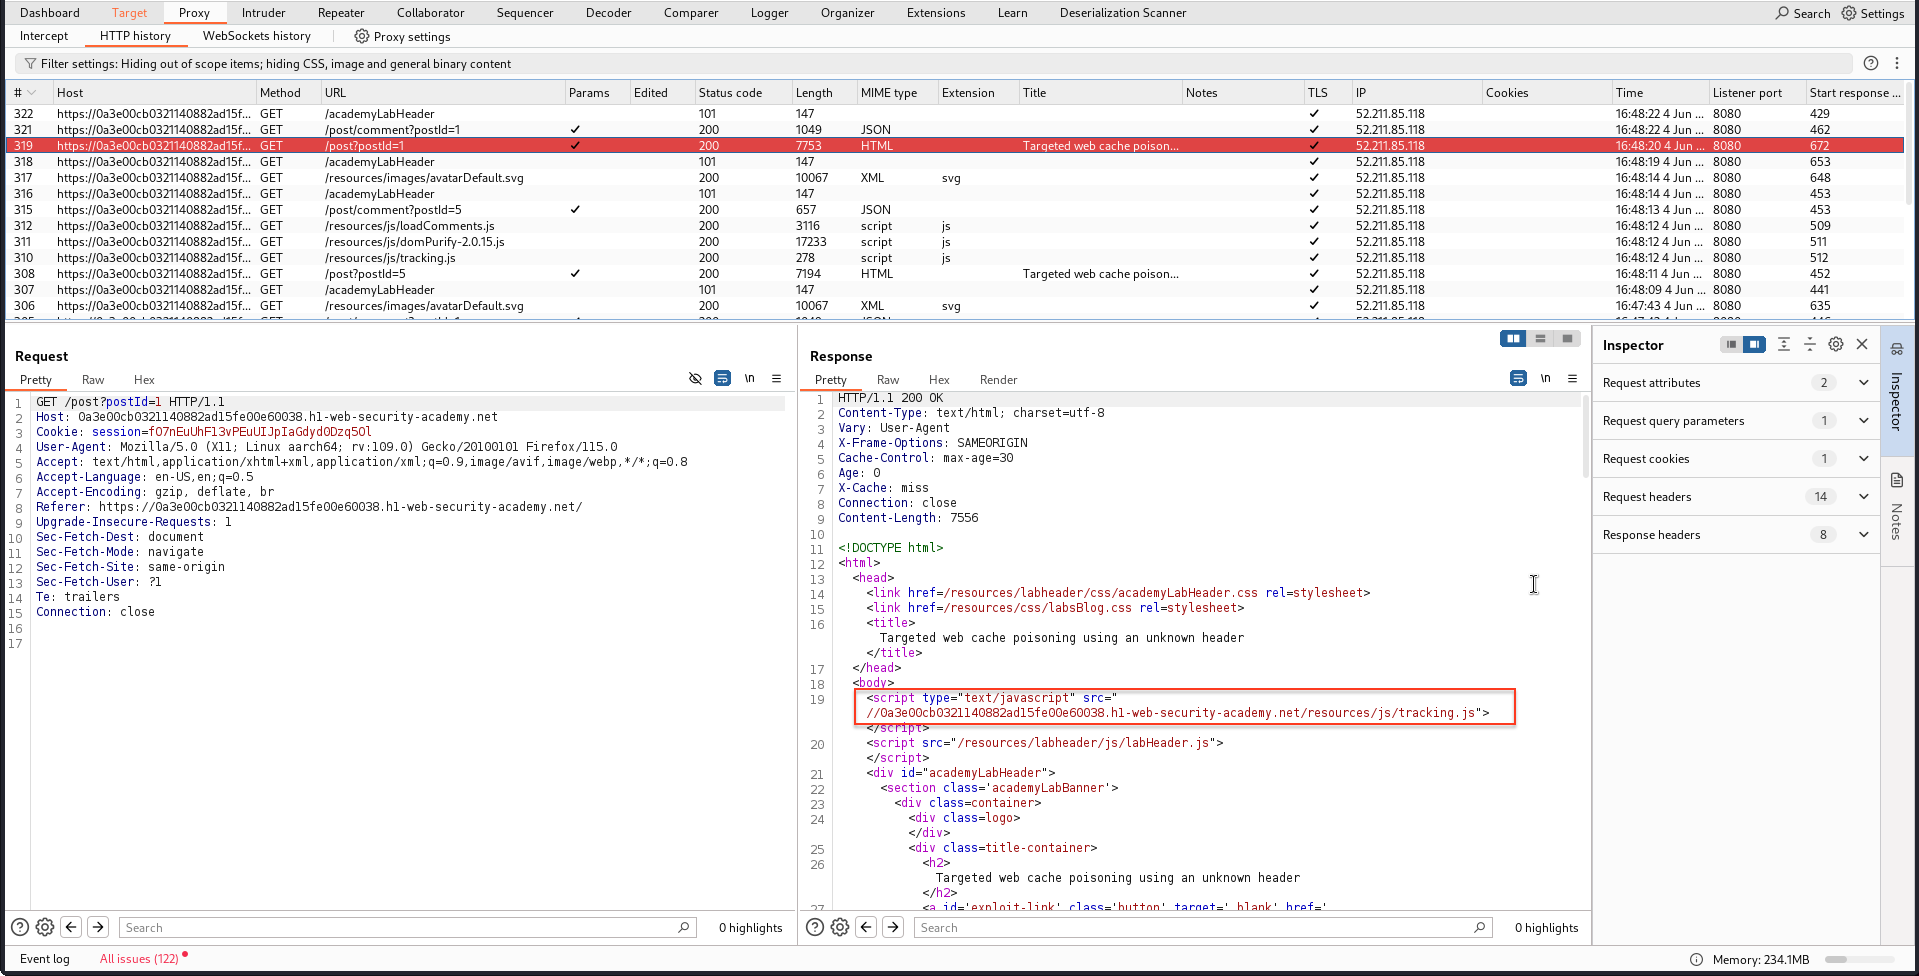 Dashboard Target Proxy Intruder Repeater Collaborator Sequencer Decoder Comparer Logger Organizer Extensions Learn Deserialization Scanner Search Settings
Intercept HTTP history WebSockets history Proxy settings
Filter settings: Hiding out of scope items; hiding CSS, image and general binary content
# Host Method URL Params Edited Status code Length MIME type Extension Title Notes TLS IP Cookies Time Listener port Start response ...
322 https://0a3e00cb0321140882ad15f... GET /academyLabHeader 101 147 ✓ 52.211.85.118 16:48:22 4 Jun ... 8080 429
321 https://0a3e00cb0321140882ad15f... GET /post/comment?postId=1 ✓ 200 1049 JSON ✓ 52.211.85.118 16:48:22 4 Jun ... 8080 462
319 https://0a3e00cb0321140882ad15f... GET /post?postId=1 ✓ 200 7753 HTML Targeted web cache poison... ✓ 52.211.85.118 16:48:20 4 Jun ... 8080 672
318 https://0a3e00cb0321140882ad15f... GET /academyLabHeader 101 147 ✓ 52.211.85.118 16:48:19 4 Jun ... 8080 653
317 https://0a3e00cb0321140882ad15f... GET /resources/images/avatarDefault.svg 200 10067 XML svg ✓ 52.211.85.118 16:48:14 4 Jun ... 8080 648
316 https://0a3e00cb0321140882ad15f... GET /academyLabHeader 101 147 ✓ 52.211.85.118 16:48:14 4 Jun ... 8080 453
315 https://0a3e00cb0321140882ad15f... GET /post/comment?postId=5 ✓ 200 657 JSON ✓ 52.211.85.118 16:48:13 4 Jun ... 8080 453
312 https://0a3e00cb0321140882ad15f... GET /resources/js/loadComments.js 200 3116 script js ✓ 52.211.85.118 16:48:12 4 Jun ... 8080 509
311 https://0a3e00cb0321140882ad15f... GET /resources/js/domPurify-2.0.15.js 200 17233 script js ✓ 52.211.85.118 16:48:12 4 Jun ... 8080 511
310 https://0a3e00cb0321140882ad15f... GET /resources/js/tracking.js 200 278 script js ✓ 52.211.85.118 16:48:12 4 Jun ... 8080 512
308 https://0a3e00cb0321140882ad15f... GET /post?postId=5 ✓ 200 7194 HTML Targeted web cache poison... ✓ 52.211.85.118 16:48:11 4 Jun ... 8080 452
307 https://0a3e00cb0321140882ad15f... GET /academyLabHeader 101 147 ✓ 52.211.85.118 16:48:09 4 Jun ... 8080 441
306 https://0a3e00cb0321140882ad15f... GET /resources/images/avatarDefault.svg 200 10067 XML svg ✓ 52.211.85.118 16:47:43 4 Jun ... 8080 635
Request
Pretty Raw Hex \n
1 GET /post?postId=1 HTTP/1.1
2 Host: 0a3e00cb0321140882ad15fe00e60038.h1-web-security-academy.net
3 Cookie: session=fO7nEuUhFl3vPEuUIJpIaGdyd0Dzq5Ol
4 User-Agent: Mozilla/5.0 (X11; Linux aarch64; rv:109.0) Gecko/20100101 Firefox/115.0
5 Accept: text/html,application/xhtml+xml,application/xml;q=0.9,image/avif,image/webp,*/*;q=0.8
6 Accept-Language: en-US,en;q=0.5
7 Accept-Encoding: gzip, deflate, br
8 Referer: https://0a3e00cb0321140882ad15fe00e60038.h1-web-security-academy.net/
9 Upgrade-Insecure-Requests: 1
10 Sec-Fetch-Dest: document
11 Sec-Fetch-Mode: navigate
12 Sec-Fetch-Site: same-origin
13 Sec-Fetch-User: ?1
14 Te: trailers
15 Connection: close
16
17
Search 0 highlights
Response
Pretty Raw Hex Render \n
1 HTTP/1.1 200 OK
2 Content-Type: text/html; charset=utf-8
3 Vary: User-Agent
4 X-Frame-Options: SAMEORIGIN
5 Cache-Control: max-age=30
6 Age: 0
7 X-Cache: miss
8 Connection: close
9 Content-Length: 7556
10
11 <!DOCTYPE html>
12 <html>
13 <head>
14 <link href=/resources/labheader/css/academyLabHeader.css rel=stylesheet>
15 <link href=/resources/css/labsBlog.css rel=stylesheet>
16 <title>
Targeted web cache poisoning using an unknown header
</title>
17 </head>
18 <body>
19 <script type="text/javascript" src="
//0a3e00cb0321140882ad15fe00e60038.h1-web-security-academy.net/resources/js/tracking.js">
</script>
20 <script src="/resources/labheader/js/labHeader.js">
</script>
21 <div id="academyLabHeader">
22 <section class='academyLabBanner'>
23 <div class=container>
24 <div class=logo>
</div>
25 <div class=title-container>
26 <h2>
Targeted web cache poisoning using an unknown header
</h2>
27 <a id='exploit-link' class='button' target='_blank' href='
Search 0 highlights
Inspector
Request attributes 2
Request query parameters 1
Request cookies 1
Request headers 14
Response headers 8
Inspector
Notes
Event log All issues (122) Memory: 234.1MB